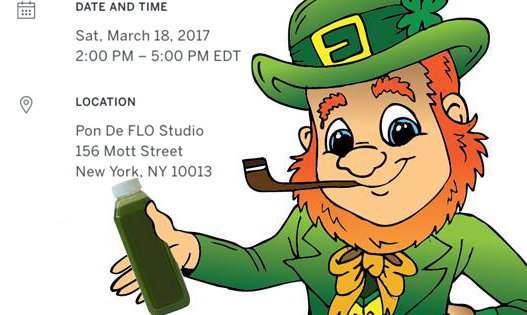 DATE AND TIME
Sat, March 18, 2017
2:00 PM – 5:00 PM EDT
LOCATION
Pon De FLO Studio
156 Mott Street
New York, NY 10013